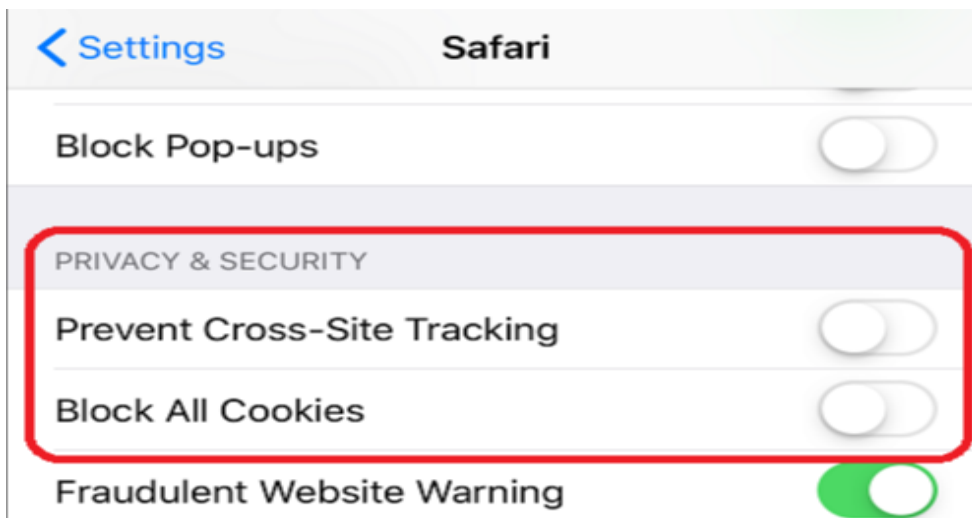 Settings Safari
Block Pop-ups
PRIVACY & SECURITY
Prevent Cross-Site Tracking
Block All Cookies
Fraudulent Website Warning